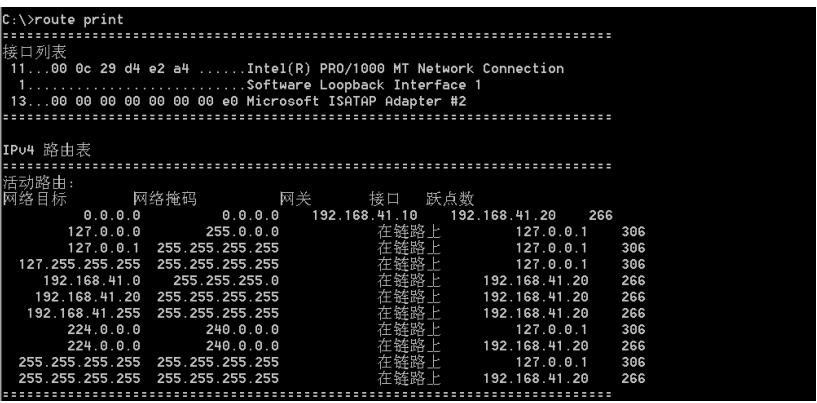 C:\>route print
===========================================================================
接口列表
 11...00 0c 29 d4 e2 a4 ......Intel(R) PRO/1000 MT Network Connection
  1...........................Software Loopback Interface 1
 13...00 00 00 00 00 00 00 e0 Microsoft ISATAP Adapter #2
===========================================================================
IPv4 路由表
===========================================================================
活动路由:
网络目标 网络掩码 网关 接口 跃点数
0.0.0.0 0.0.0.0 192.168.41.10 192.168.41.20 266
127.0.0.0 255.0.0.0 在链路上 127.0.0.1 306
127.0.0.1 255.255.255.255 在链路上 127.0.0.1 306
127.255.255.255 255.255.255.255 在链路上 127.0.0.1 306
192.168.41.0 255.255.255.0 在链路上 192.168.41.20 266
192.168.41.20 255.255.255.255 在链路上 192.168.41.20 266
192.168.41.255 255.255.255.255 在链路上 192.168.41.20 266
224.0.0.0 240.0.0.0 在链路上 127.0.0.1 306
224.0.0.0 240.0.0.0 在链路上 192.168.41.20 266
255.255.255.255 255.255.255.255 在链路上 127.0.0.1 306
255.255.255.255 255.255.255.255 在链路上 192.168.41.20 266
===========================================================================